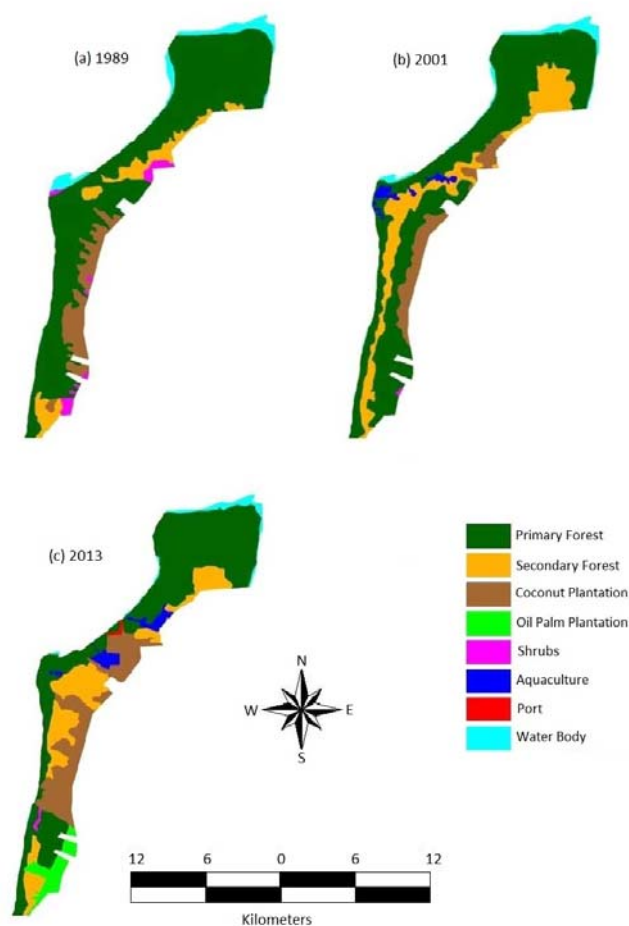 (a) 1989
(b) 2001
(c) 2013
Primary Forest
Secondary Forest
Coconut Plantation
Oil Palm Plantation
Shrubs
Aquaculture
Port
Water Body
N
W E
S
12 6 0 6 12
Kilometers